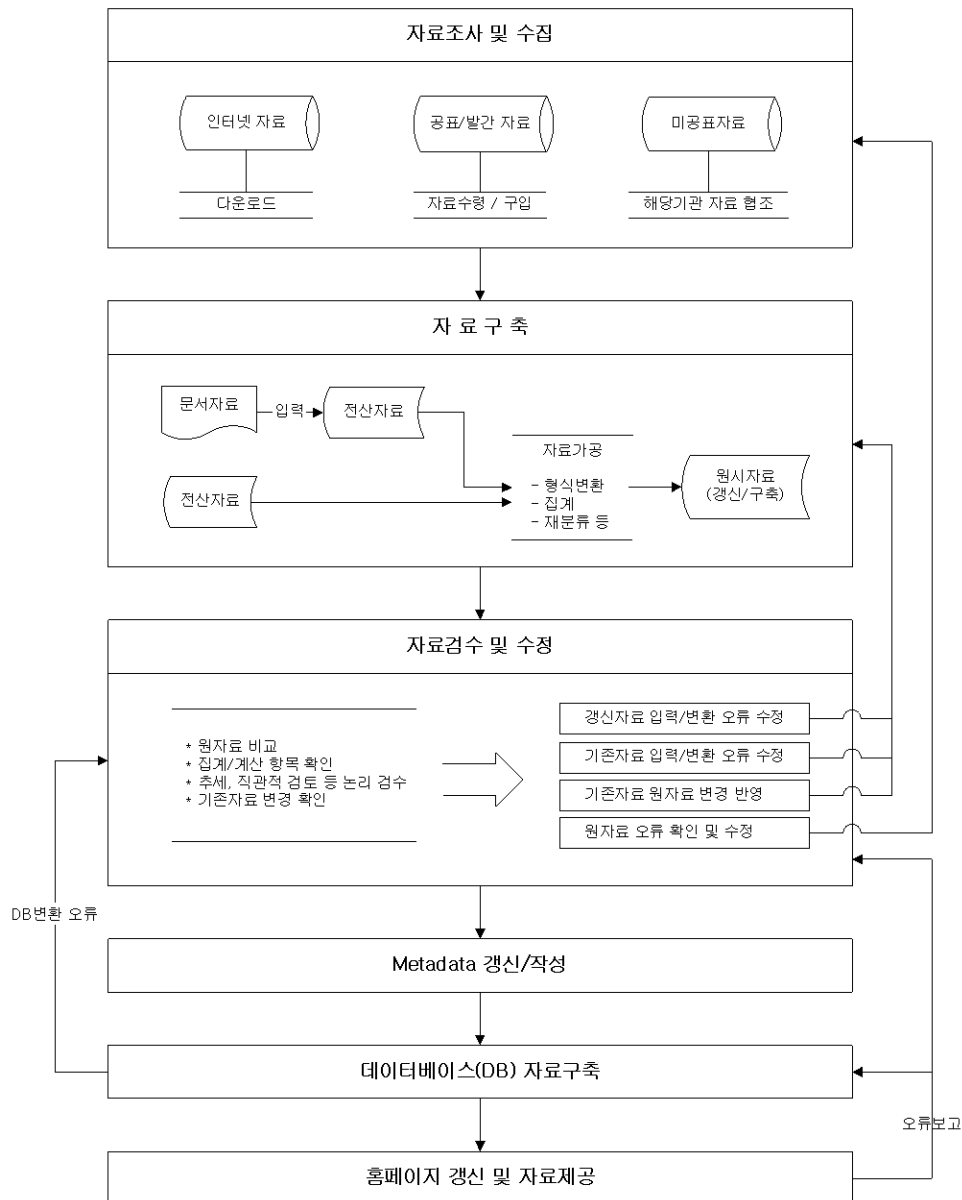 자료조사 및 수집
인터넷 자료
공표/발간 자료
미공표자료
다운로드
자료수령 / 구입
해당기관 자료 협조
자 료 구 축
문서자료
입력
전산자료
전산자료
자료가공
- 형식변환
- 집계
- 재분류 등
원시자료
(갱신/구축)
자료검수 및 수정
* 원자료 비교
* 집계/계산 항목 확인
* 추세, 직관적 검토 등 논리 검수
* 기존자료 변경 확인
갱신자료 입력/변환 오류 수정
기존자료 입력/변환 오류 수정
기존자료 원자료 변경 반영
원자료 오류 확인 및 수정
DB변환 오류
Metadata 갱신/작성
데이터베이스(DB) 자료구축
오류보고
홈페이지 갱신 및 자료제공